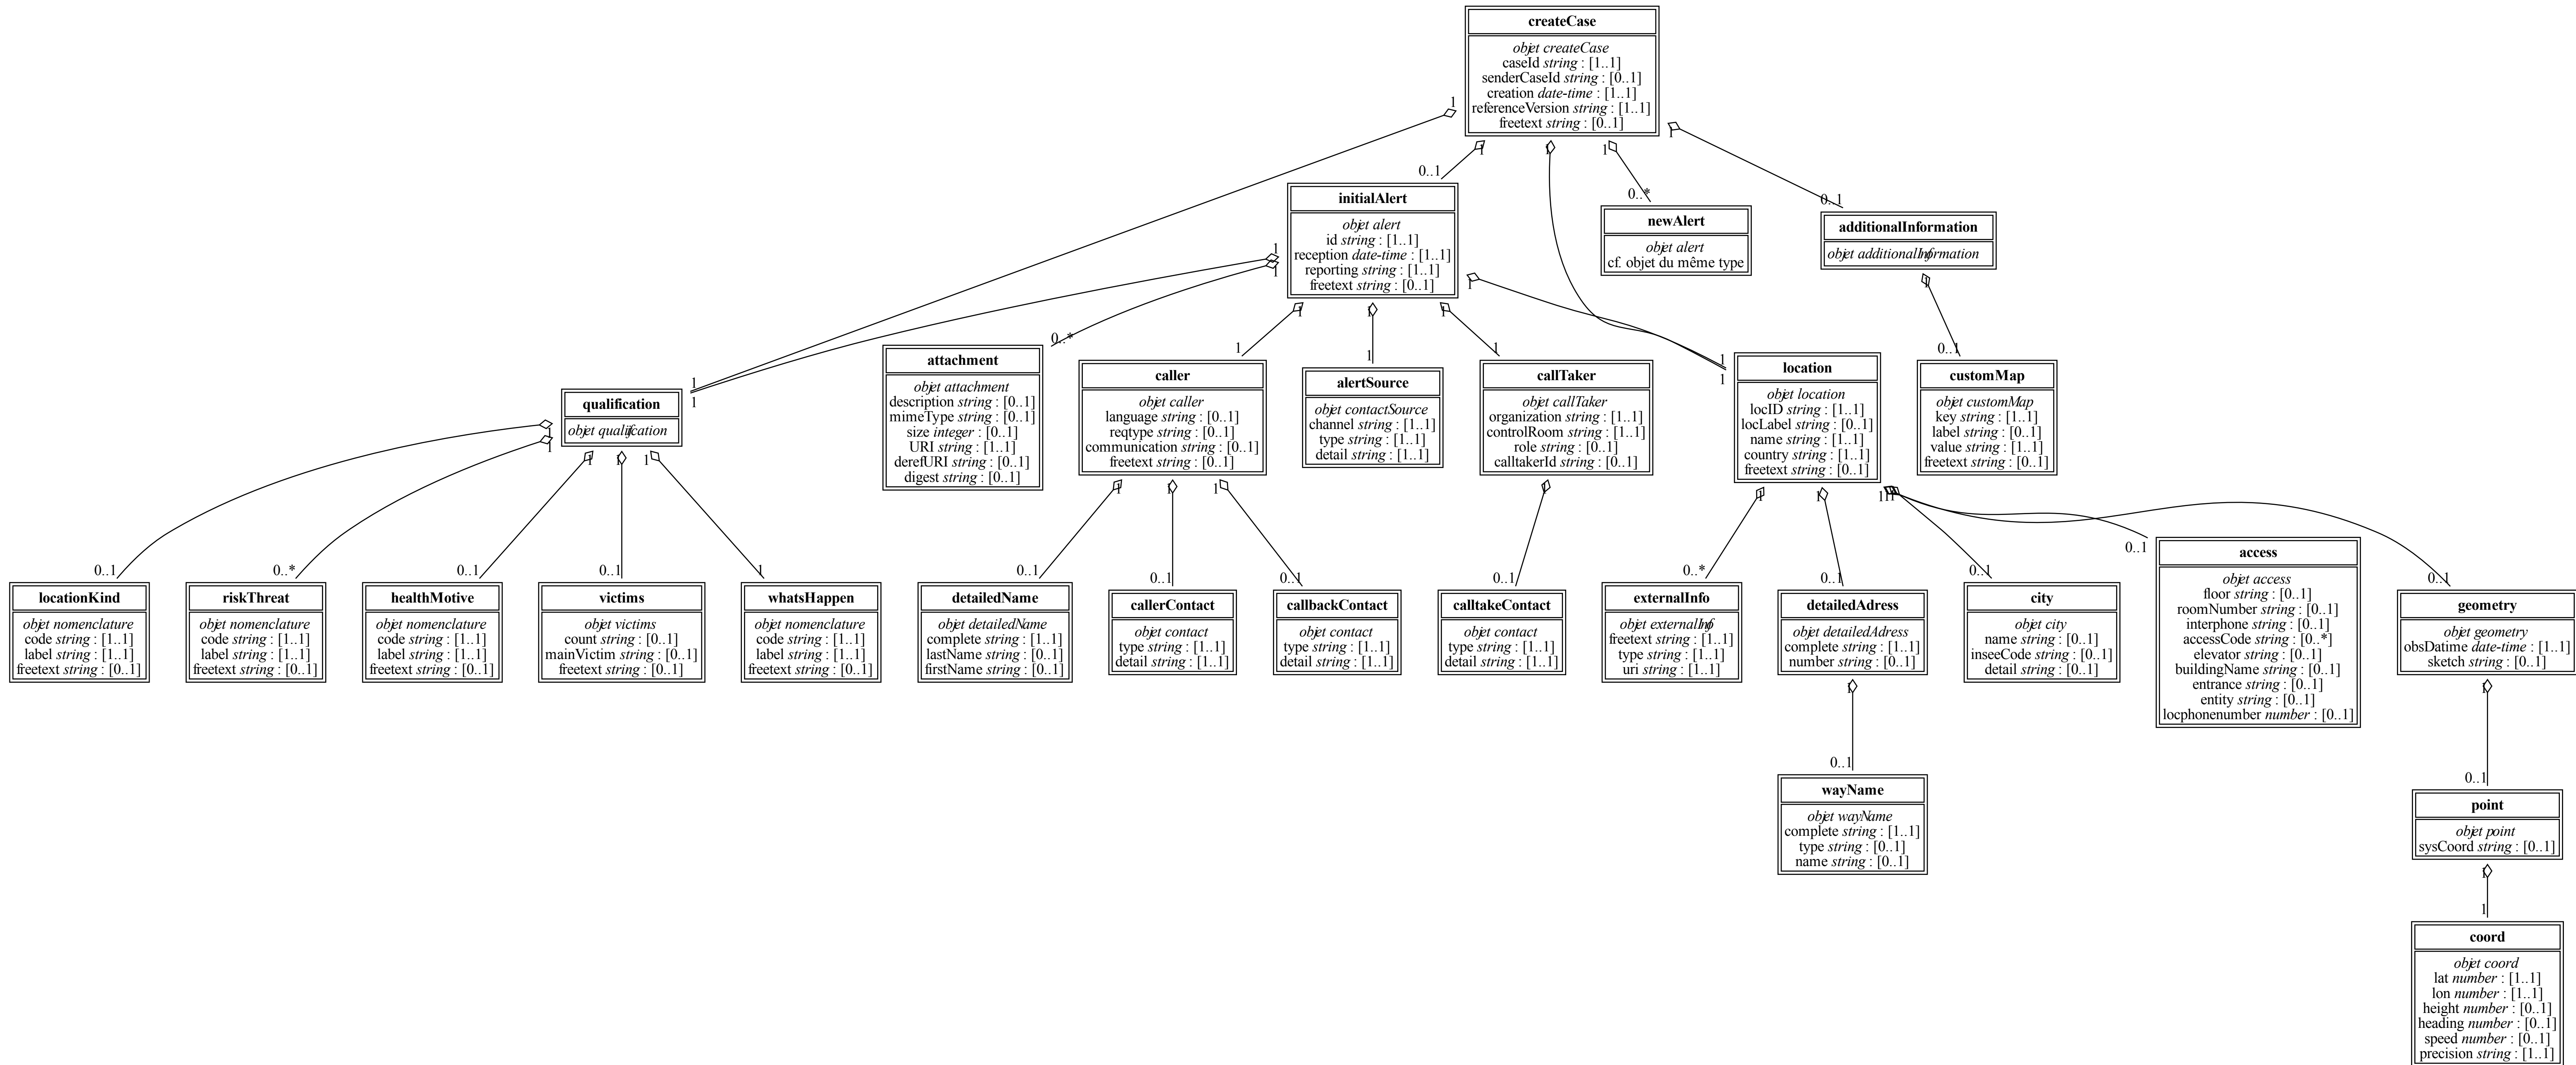 createCase
objet createCase
caseId string : [1..1]
senderCaseId string : [0..1]
creation date-time : [1..1]
referenceVersion string : [1..1]
freetext string : [0..1]
1
1
1
1
1
0..1
0..*
0..1
initialAlert
objet alert
id string : [1..1]
reception date-time : [1..1]
reporting string : [1..1]
freetext string : [0..1]
newAlert
objet alert
cf. objet du même type
additionalInformation
objet additionalInformation
1
1
1
1
1
1
1
0..*
1
1
1
1
1
1
1
0..1
attachment
objet attachment
description string : [0..1]
mimeType string : [0..1]
size integer : [0..1]
URI string : [1..1]
derefURI string : [0..1]
digest string : [0..1]
caller
objet caller
language string : [0..1]
reqtype string : [0..1]
communication string : [0..1]
freetext string : [0..1]
alertSource
objet contactSource
channel string : [1..1]
type string : [1..1]
detail string : [1..1]
callTaker
objet callTaker
organization string : [1..1]
controlRoom string : [1..1]
role string : [0..1]
calltakerId string : [0..1]
location
objet location
locID string : [1..1]
locLabel string : [0..1]
name string : [1..1]
country string : [1..1]
freetext string : [0..1]
customMap
objet customMap
key string : [1..1]
label string : [0..1]
value string : [1..1]
freetext string : [0..1]
qualification
objet qualification
1
1
1
1
1
1
1
1
1
1
1
1
1
1
0..1
0..*
0..1
0..1
1
0..1
0..1
0..1
0..1
0..*
0..1
0..1
0..1
0..1
locationKind
objet nomenclature
code string : [1..1]
label string : [1..1]
freetext string : [0..1]
riskThreat
objet nomenclature
code string : [1..1]
label string : [1..1]
freetext string : [0..1]
healthMotive
objet nomenclature
code string : [1..1]
label string : [1..1]
freetext string : [0..1]
victims
objet victims
count string : [0..1]
mainVictim string : [0..1]
freetext string : [0..1]
whatsHappen
objet nomenclature
code string : [1..1]
label string : [1..1]
freetext string : [0..1]
detailedName
objet detailedName
complete string : [1..1]
lastName string : [0..1]
firstName string : [0..1]
callerContact
objet contact
type string : [1..1]
detail string : [1..1]
callbackContact
objet contact
type string : [1..1]
detail string : [1..1]
calltakeContact
objet contact
type string : [1..1]
detail string : [1..1]
externalInfo
objet externalInfo
freetext string : [1..1]
type string : [1..1]
uri string : [1..1]
detailedAdress
objet detailedAdress
complete string : [1..1]
number string : [0..1]
city
objet city
name string : [0..1]
inseeCode string : [0..1]
detail string : [0..1]
access
objet access
floor string : [0..1]
roomNumber string : [0..1]
interphone string : [0..1]
accessCode string : [0..*]
elevator string : [0..1]
buildingName string : [0..1]
entrance string : [0..1]
entity string : [0..1]
locphonenumber number : [0..1]
geometry
objet geometry
obsDatime date-time : [1..1]
sketch string : [0..1]
1
0..1
wayName
objet wayName
complete string : [1..1]
type string : [0..1]
name string : [0..1]
1
0..1
point
objet point
sysCoord string : [0..1]
1
1
coord
objet coord
lat number : [1..1]
lon number : [1..1]
height number : [0..1]
heading number : [0..1]
speed number : [0..1]
precision string : [1..1]